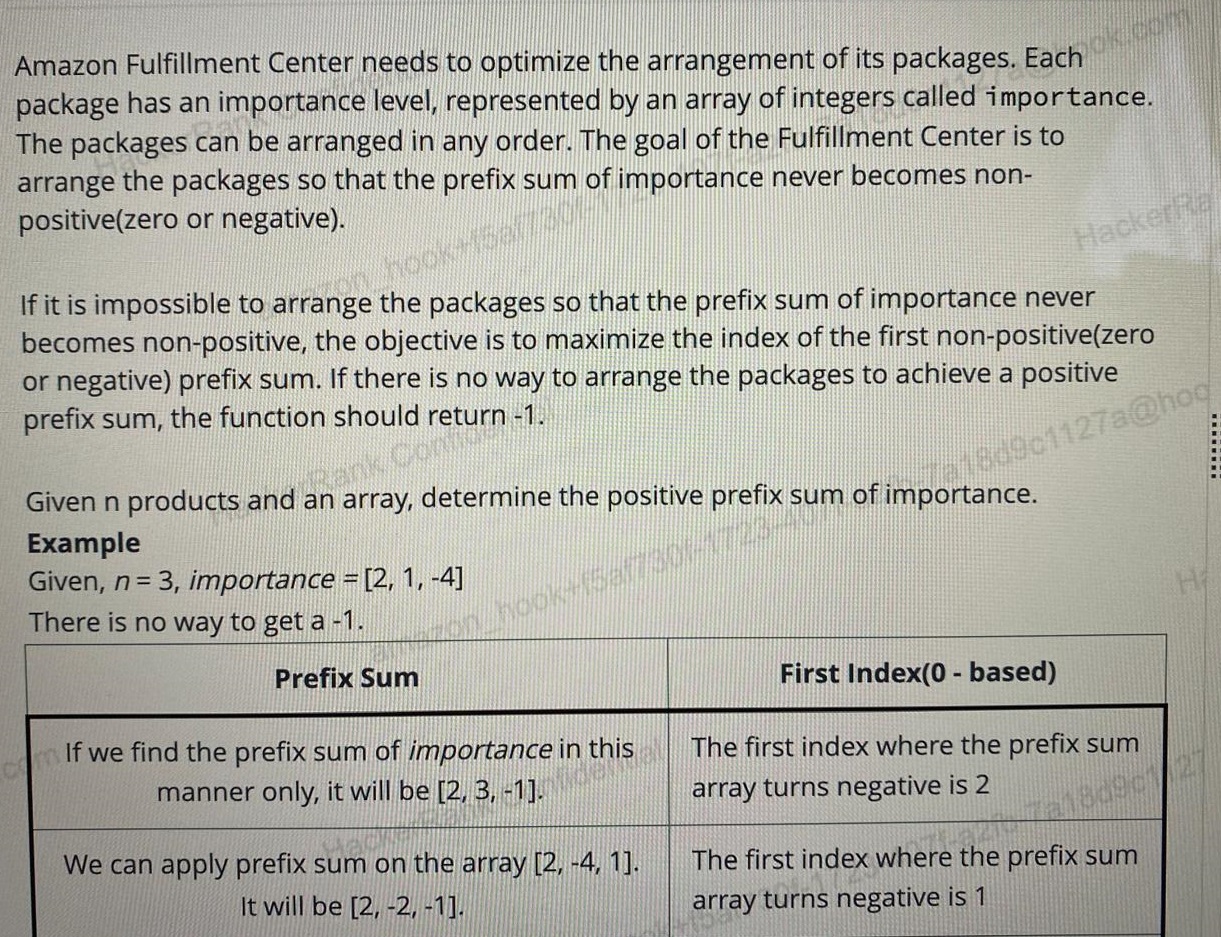 Amazon Fulfillment Center needs to optimize the arrangement of its packages. Each
package has an importance level, represented by an array of integers called importance.
The packages can be arranged in any order. The goal of the Fulfillment Center is to
arrange the packages so that the prefix sum of importance never becomes non-
positive(zero or negative).
If it is impossible to arrange the packages so that the prefix sum of importance never
becomes non-positive, the objective is to maximize the index of the first non-positive(zero
or negative) prefix sum. If there is no way to arrange the packages to achieve a positive
prefix sum, the function should return -1.
Given n products and an array, determine the positive prefix sum of importance.
Example
Given, n = 3, importance = [2, 1, -4]
There is no way to get a -1.
Prefix Sum
First Index(0 - based)
If we find the prefix sum of importance in this
manner only, it will be [2, 3, -1].
The first index where the prefix sum
array turns negative is 2
We can apply prefix sum on the array [2, -4, 1].
It will be [2, -2, -1].
The first index where the prefix sum
array turns negative is 1